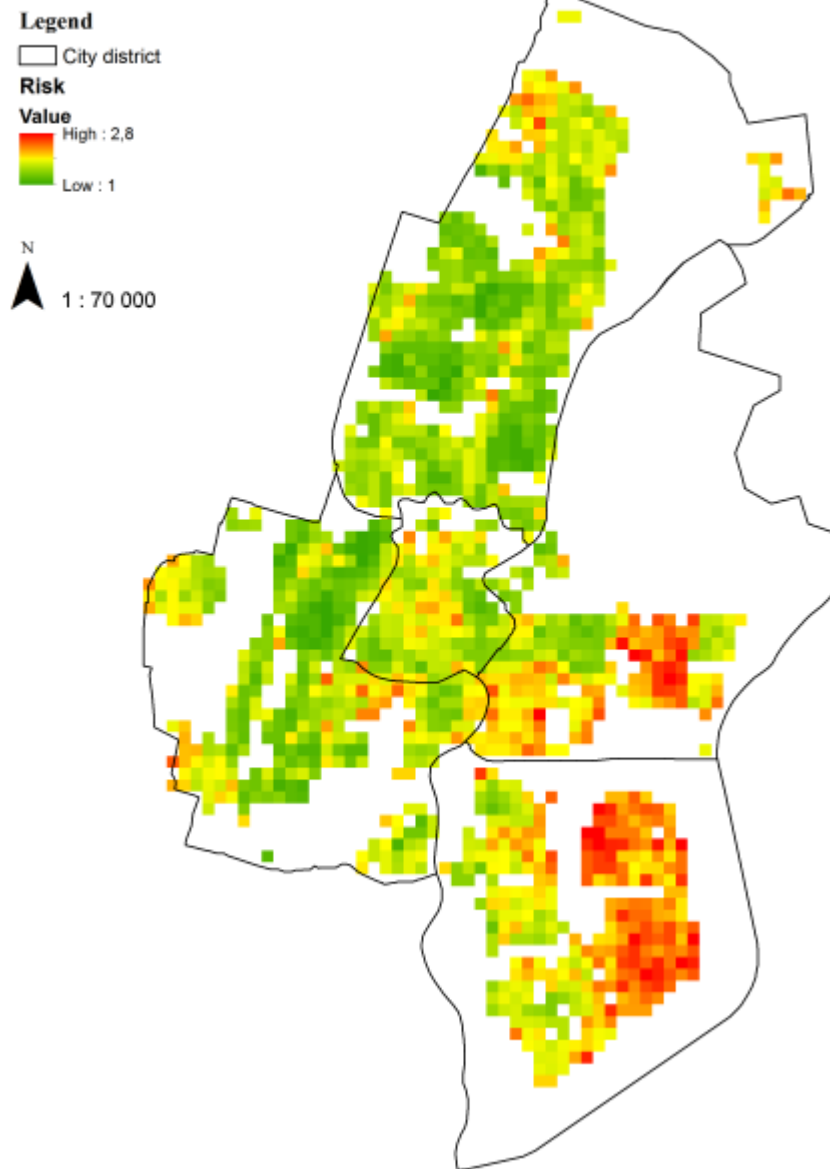 Legend
City district
Risk
Value
High : 2,8
Low : 1
N
1 : 70 000